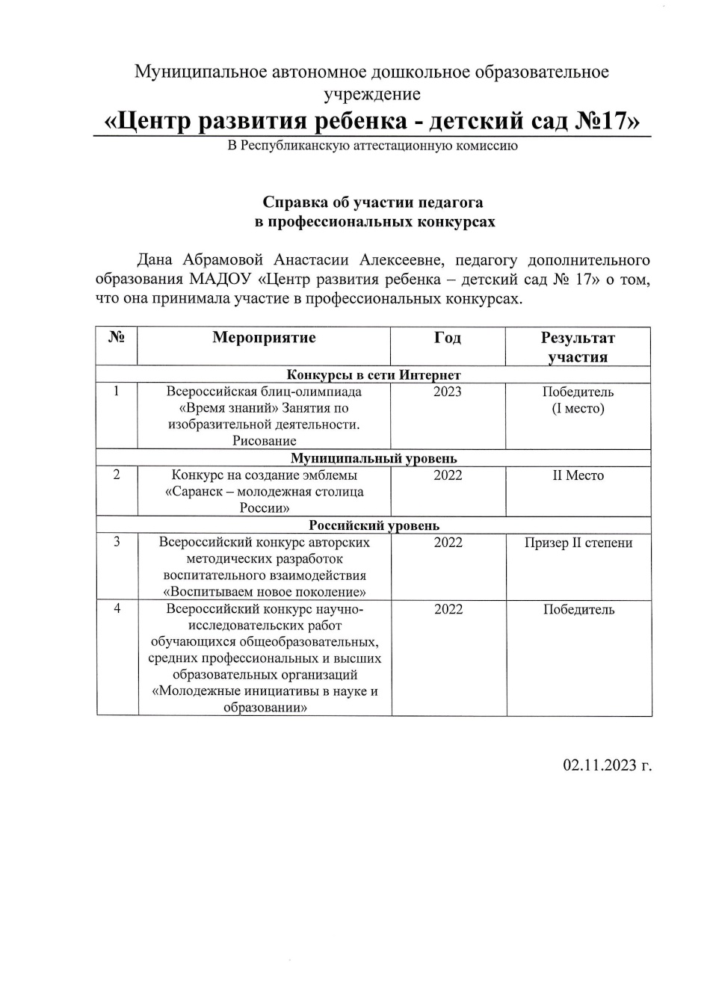 Муниципальное автономное дошкольное образовательное
учреждение
«Центр развития ребенка - детский сад №17»
В Республиканскую аттестационную комиссию
Справка об участии педагога
в профессиональных конкурсах
Дана Абрамовой Анастасии Алексеевне, педагогу дополнительного
образования МАДОУ «Центр развития ребенка – детский сад № 17» о том,
что она принимала участие в профессиональных конкурсах.
№ Мероприятие Год Результат
участия
Конкурсы в сети Интернет
1 Всероссийская блиц-олимпиада 2023 Победитель
«Время знаний» Занятия по (I место)
изобразительной деятельности.
Рисование
Муниципальный уровень
2 Конкурс на создание эмблемы 2022 II Место
«Саранск – молодежная столица
России»
Российский уровень
3 Всероссийский конкурс авторских 2022 Призер II степени
методических разработок
воспитательного взаимодействия
«Воспитываем новое поколение»
4 Всероссийский конкурс научно- 2022 Победитель
исследовательских работ
обучающихся общеобразовательных,
средних профессиональных и высших
образовательных организаций
«Молодежные инициативы в науке и
образовании»
02.11.2023 г.